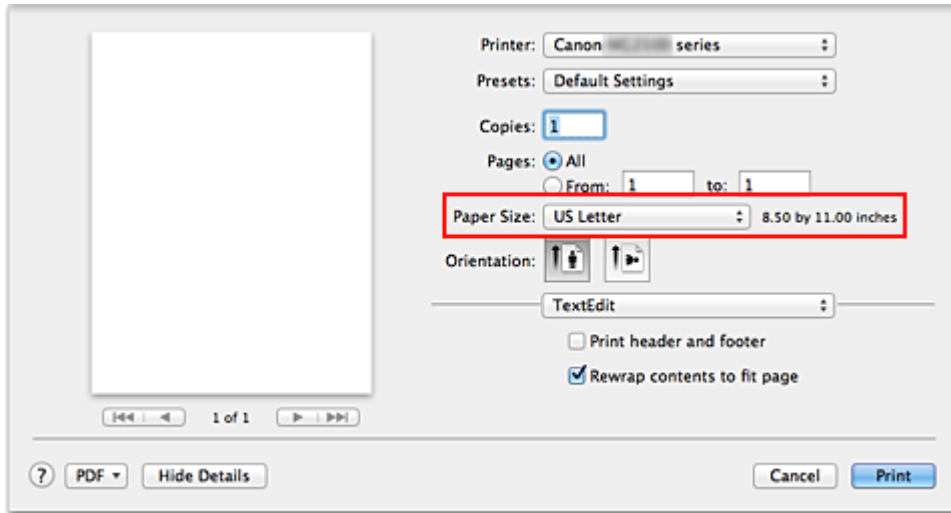 Printer: Canon series
Presets: Default Settings
Copies: 1
Pages: All
From: 1 to: 1
Paper Size: US Letter 8.50 by 11.00 inches
Orientation:
TextEdit
Print header and footer
Rewrap contents to fit page
1 of 1
? PDF Hide Details Cancel Print